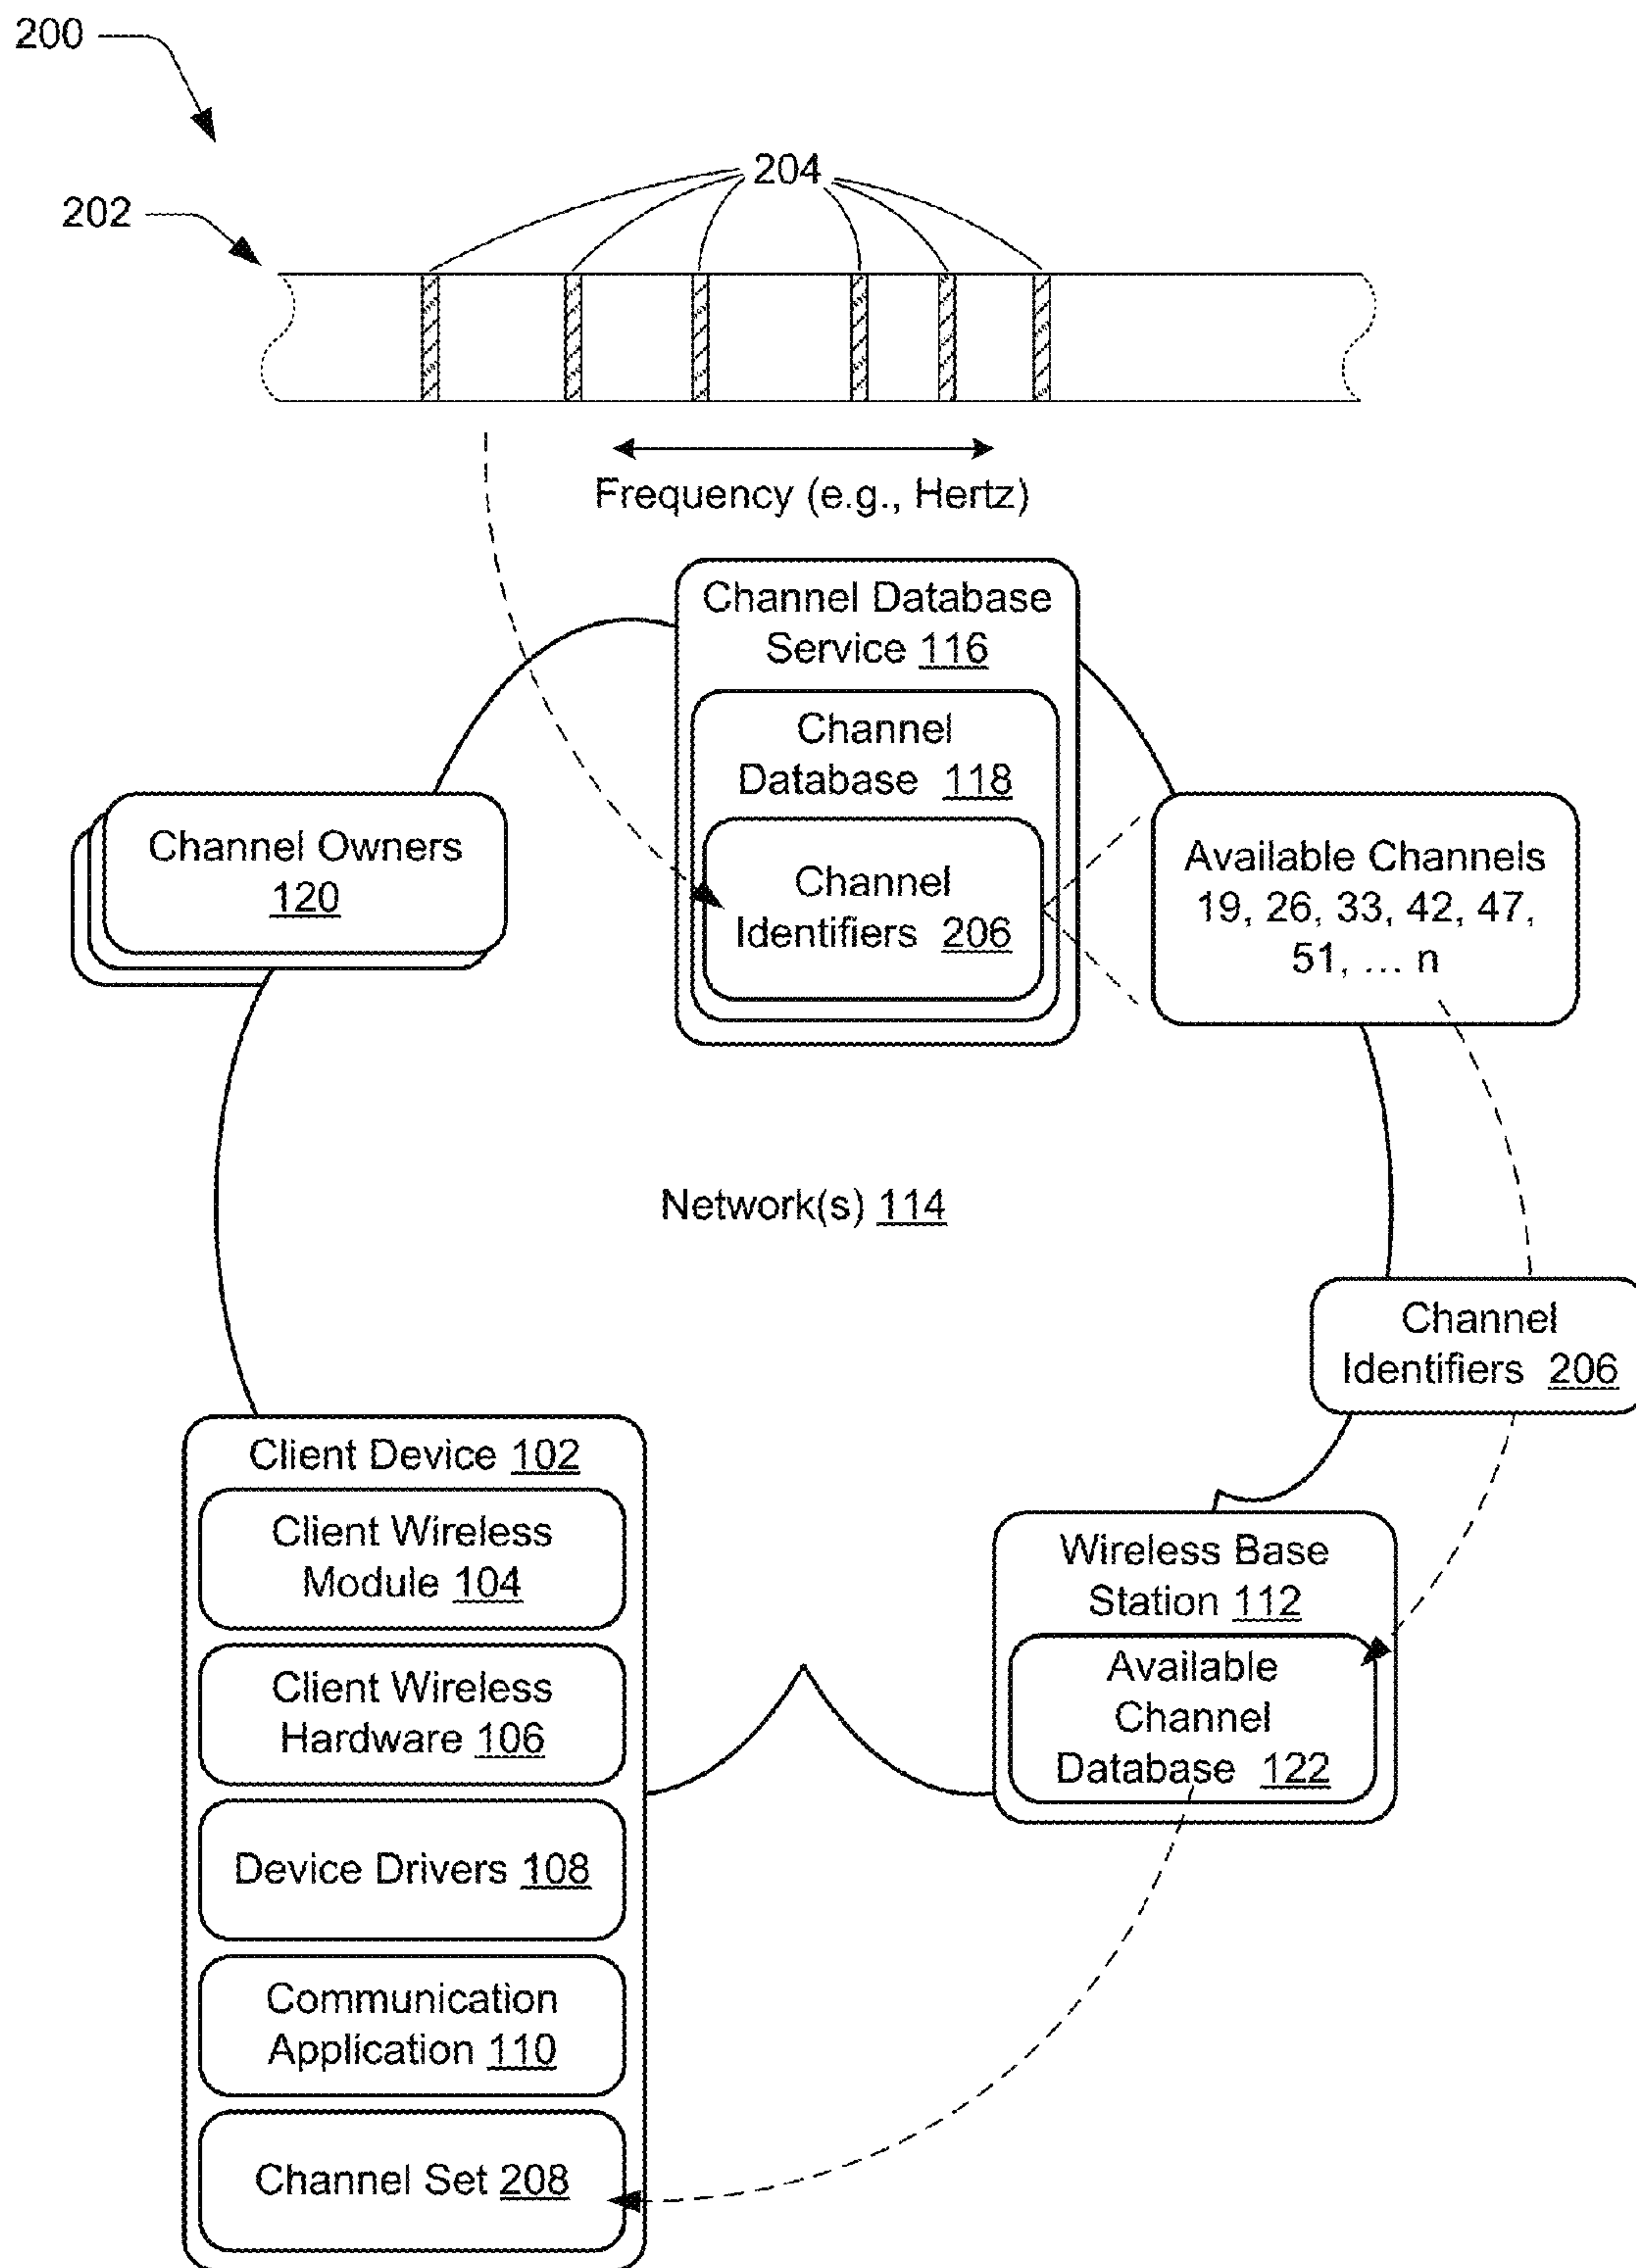 200
204
202
Frequency (e.g., Hertz)
Channel Database
Service 116
Channel
Database 118
Channel
Identifiers 206
Channel Owners
120
Available Channels
19, 26, 33, 42, 47,
51, ... n
Network(s) 114
Channel
Identifiers 206
Client Device 102
Client Wireless
Module 104
Client Wireless
Hardware 106
Device Drivers 108
Communication
Application 110
Channel Set 208
Wireless Base
Station 112
Available
Channel
Database 122